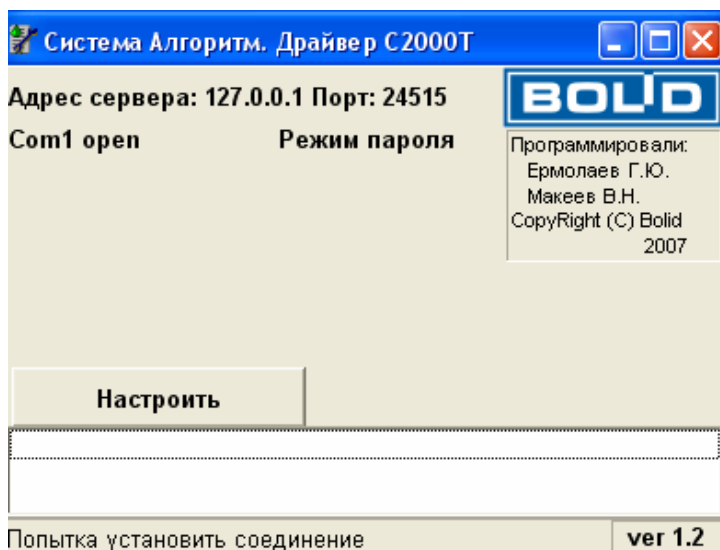 Система Алгоритм. Драйвер С2000Т
Адрес сервера: 127.0.0.1 Порт: 24515
BOLID
Com1 open Режим пароля
Программировали:
Ермолаев Г.Ю.
Макеев В.Н.
CopyRight (C) Bolid
2007
Настроить
Попытка установить соединение
ver 1.2